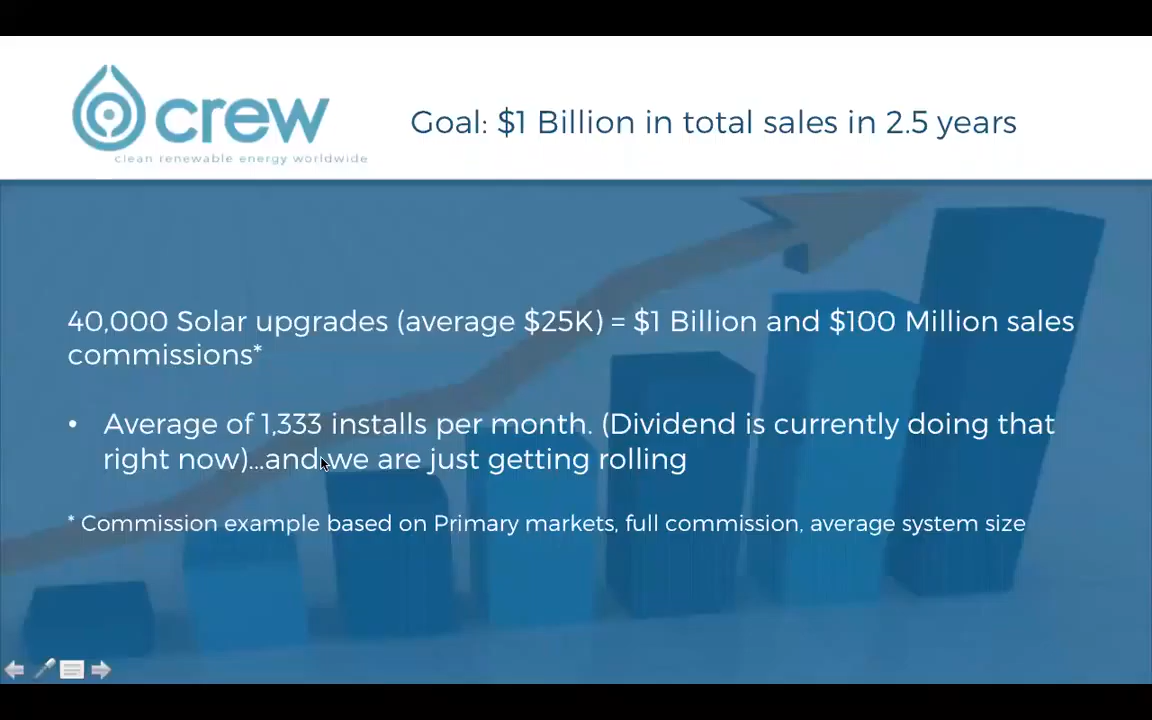 crew
clean renewable energy worldwide
Goal: $1 Billion in total sales in 2.5 years
40,000 Solar upgrades (average $25K) = $1 Billion and $100 Million sales
commissions*
• Average of 1,333 installs per month. (Dividend is currently doing that
right now)...and we are just getting rolling
* Commission example based on Primary markets, full commission, average system size